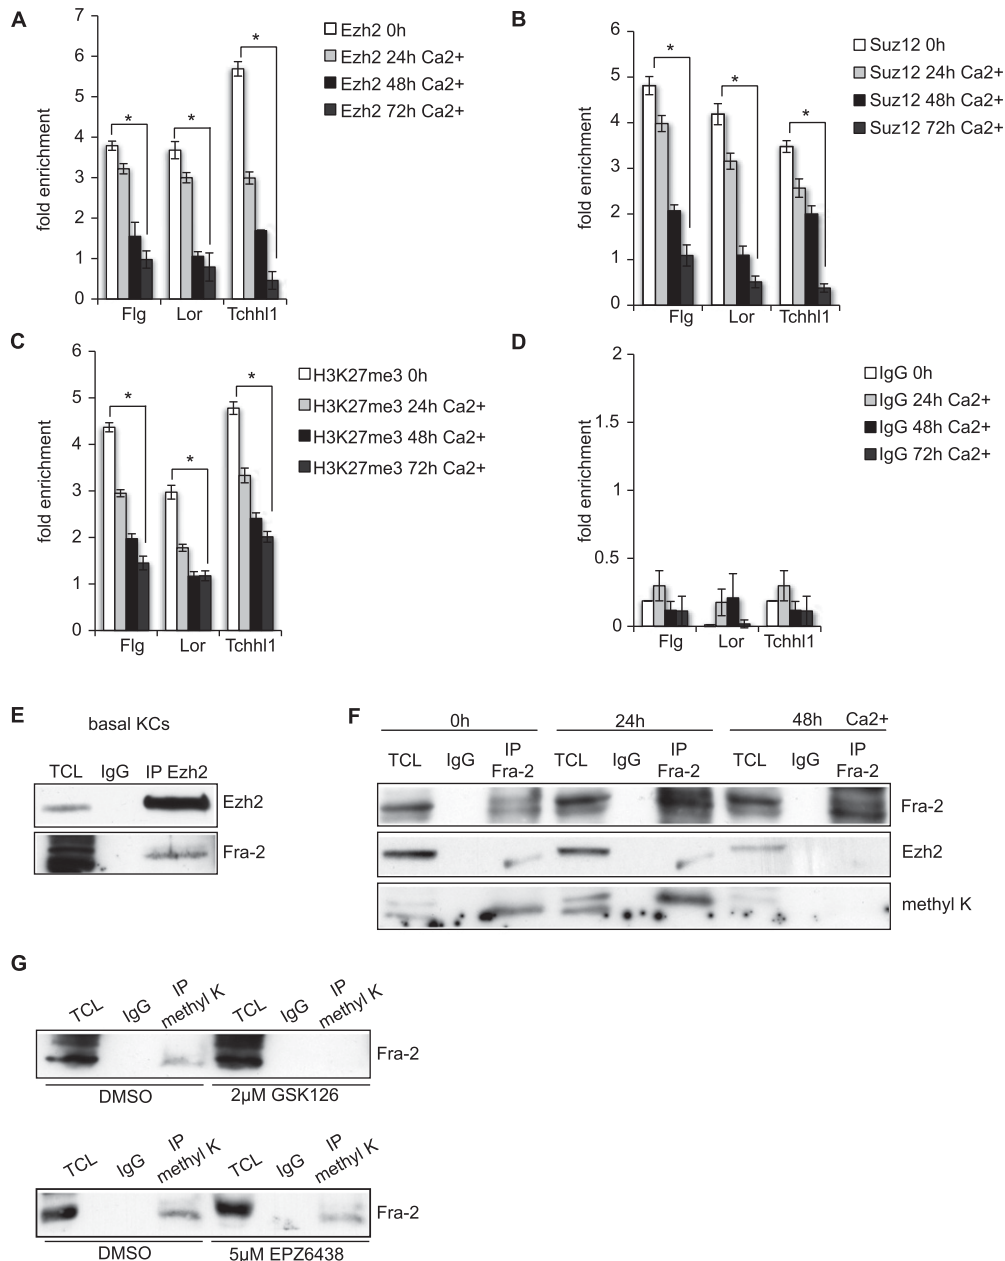 A
7
6
5
4
3
2
1
0
fold enrichment
*
*
*
Flg
Lor
Tchhl1
Ezh2 0h
Ezh2 24h Ca2+
Ezh2 48h Ca2+
Ezh2 72h Ca2+
B
6
5
4
3
2
1
0
fold enrichment
*
*
*
Flg
Lor
Tchhl1
Suz12 0h
Suz12 24h Ca2+
Suz12 48h Ca2+
Suz12 72h Ca2+
C
6
5
4
3
2
1
0
fold enrichment
*
*
*
Flg
Lor
Tchhl1
H3K27me3 0h
H3K27me3 24h Ca2+
H3K27me3 48h Ca2+
H3K27me3 72h Ca2+
D
2
1.5
1
0.5
0
fold enrichment
Flg
Lor
Tchhl1
IgG 0h
IgG 24h Ca2+
IgG 48h Ca2+
IgG 72h Ca2+
E
basal KCs
TCL IgG IP Ezh2
Ezh2
Fra-2
F
0h 24h 48h Ca2+
TCL IgG IP Fra-2 TCL IgG IP Fra-2 TCL IgG IP Fra-2
Fra-2
Ezh2
methyl K
G
TCL IgG IP methyl K TCL IgG IP methyl K
Fra-2
DMSO 2µM GSK126
TCL IgG IP methyl K TCL IgG IP methyl K
Fra-2
DMSO 5µM EPZ6438